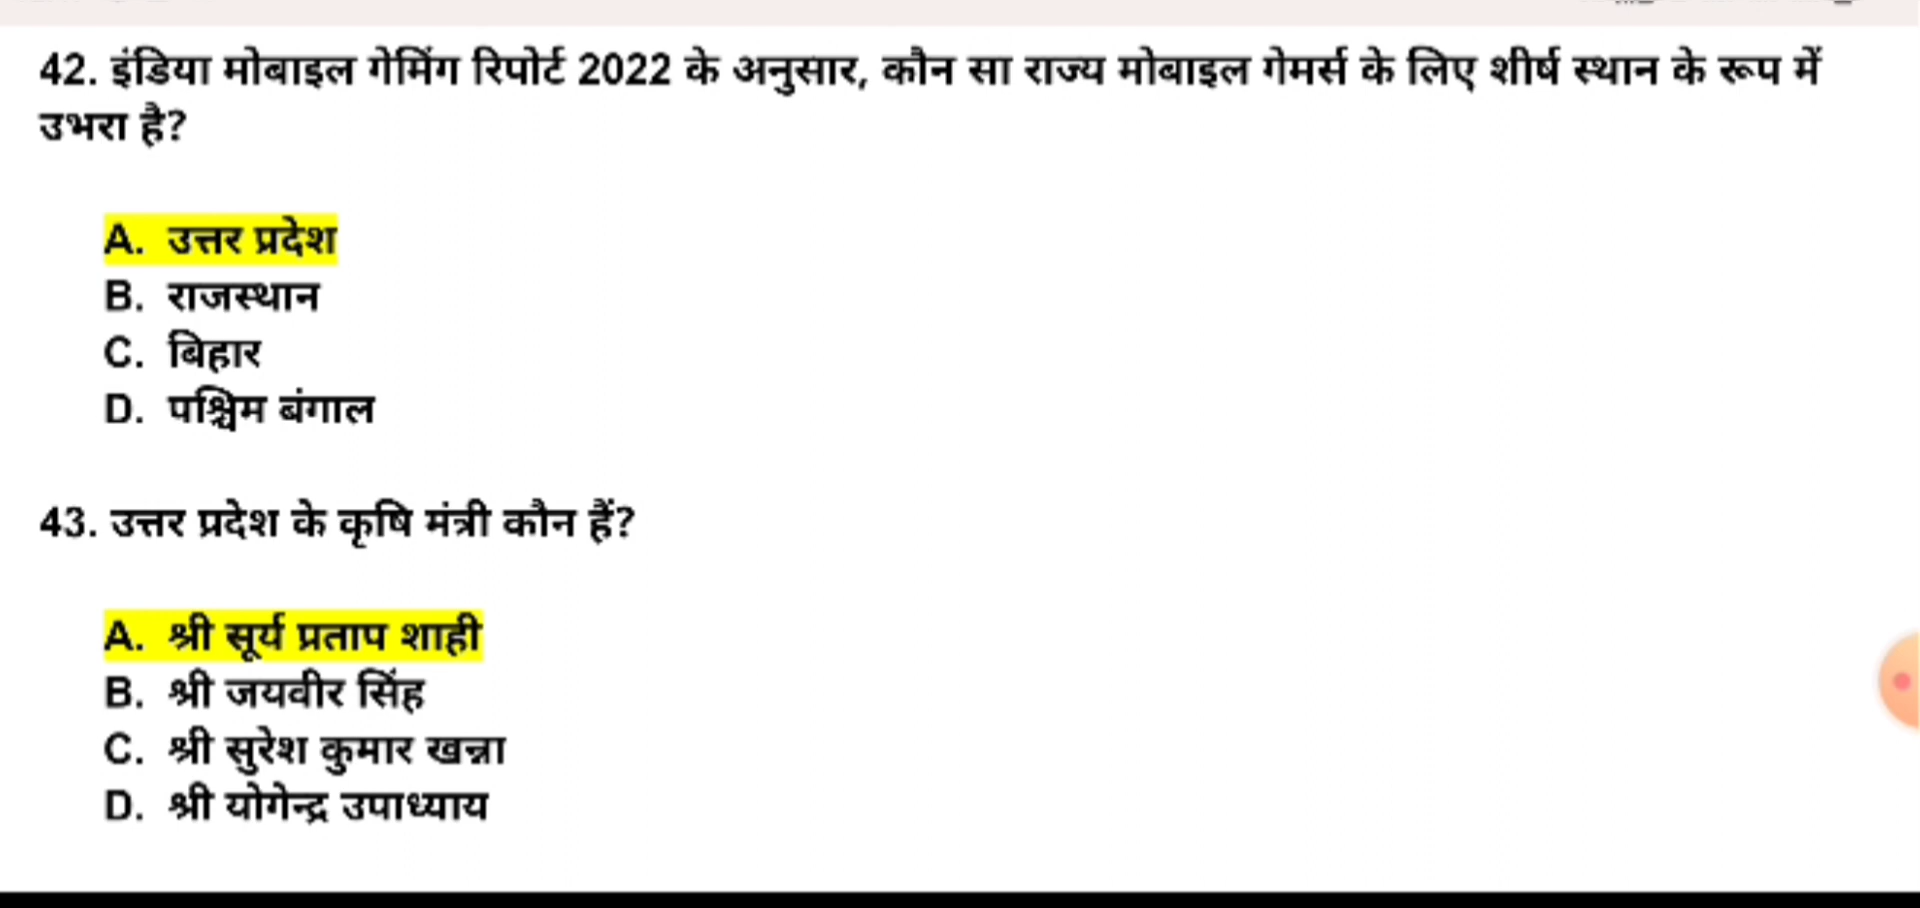 42. इंडिया मोबाइल गेमिंग रिपोर्ट 2022 के अनुसार, कौन सा राज्य मोबाइल गेमर्स के लिए शीर्ष स्थान के रूप में
उभरा है?
A. उत्तर प्रदेश
B. राजस्थान
C. बिहार
D. पश्चिम बंगाल
43. उत्तर प्रदेश के कृषि मंत्री कौन हैं?
A. श्री सूर्य प्रताप शाही
B. श्री जयवीर सिंह
C. श्री सुरेश कुमार खन्ना
D. श्री योगेन्द्र उपाध्याय